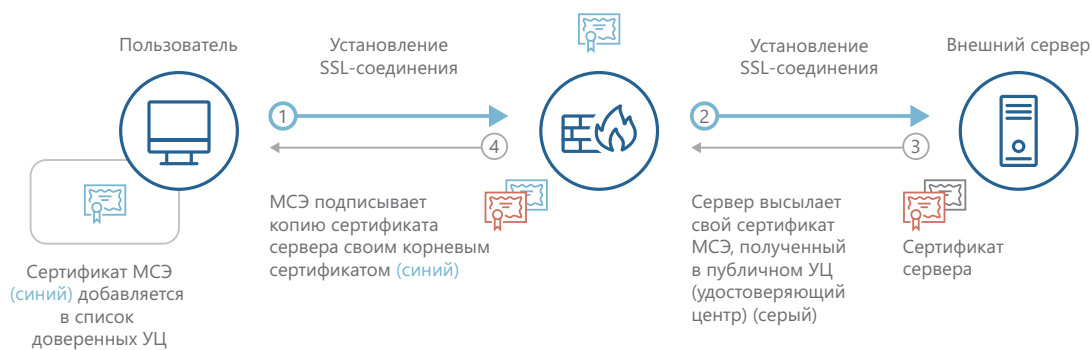 Пользователь
Установление
SSL-соединения
Установление
SSL-соединения
Внешний сервер
1
4
2
3
МСЭ подписывает
копию сертификата
сервера своим корневым
сертификатом (синий)
Сервер высылает
свой сертификат
МСЭ, полученный
в публичном УЦ
(удостоверяющий
центр) (серый)
Сертификат
сервера
Сертификат МСЭ
(синий) добавляется
в список
доверенных УЦ